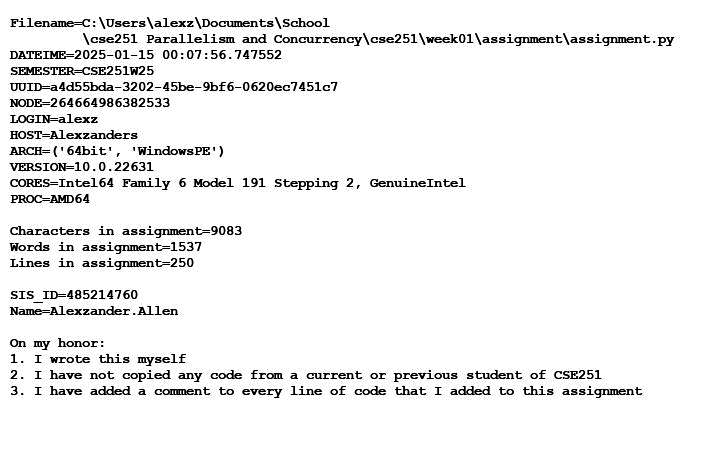 Filename=C:\Users\alexz\Documents\School
\cse251 Parallelism and Concurrency\cse251\week01\assignment\assignment.py
DATEIME=2025-01-15 00:07:56.747552
SEMESTER=CSE251W25
UUID=a4d55bda-3202-45be-9bf6-0620ec7451c7
NODE=264664986382533
LOGIN=alexz
HOST=Alexzanders
ARCH=('64bit', 'WindowsPE')
VERSION=10.0.22631
CORES=Intel64 Family 6 Model 191 Stepping 2, GenuineIntel
PROC=AMD64
Characters in assignment=9083
Words in assignment=1537
Lines in assignment=250
SIS_ID=485214760
Name=Alexzander.Allen
On my honor:
1. I wrote this myself
2. I have not copied any code from a current or previous student of CSE251
3. I have added a comment to every line of code that I added to this assignment